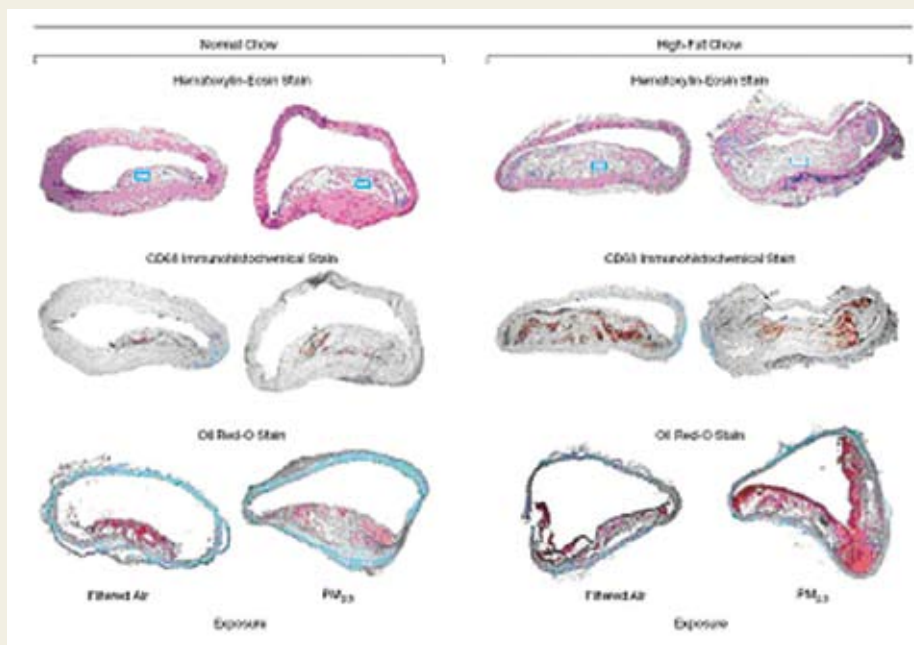 Normal Chow
High-Fat Chow
Hematoxylin-Eosin Stain
Hematoxylin-Eosin Stain
CD68 Immunohistochemical Stain
CD68 Immunohistochemical Stain
Oil Red-O Stain
Oil Red-O Stain
Filtered Air
PM2.5
Filtered Air
PM2.5
Exposure
Exposure